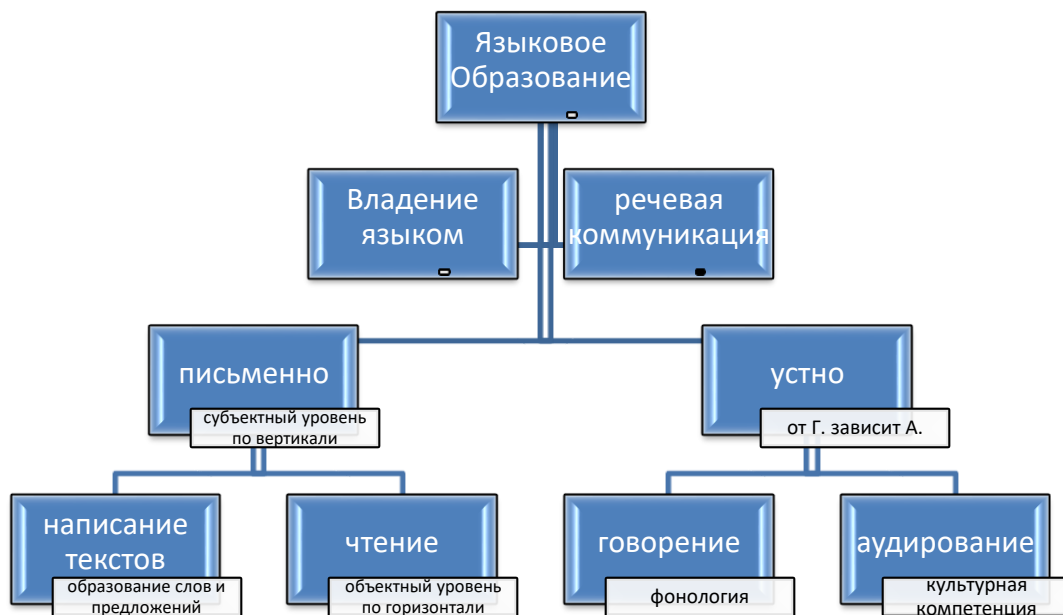 Языковое
Образование
Владение
языком
речевая
коммуникация
письменно
субъектный уровень
по вертикали
устно
от Г. зависит А.
написание
текстов
образование слов и
предложений
чтение
объектный уровень
по горизонтали
говорение
фонология
аудирование
культурная
компетенция